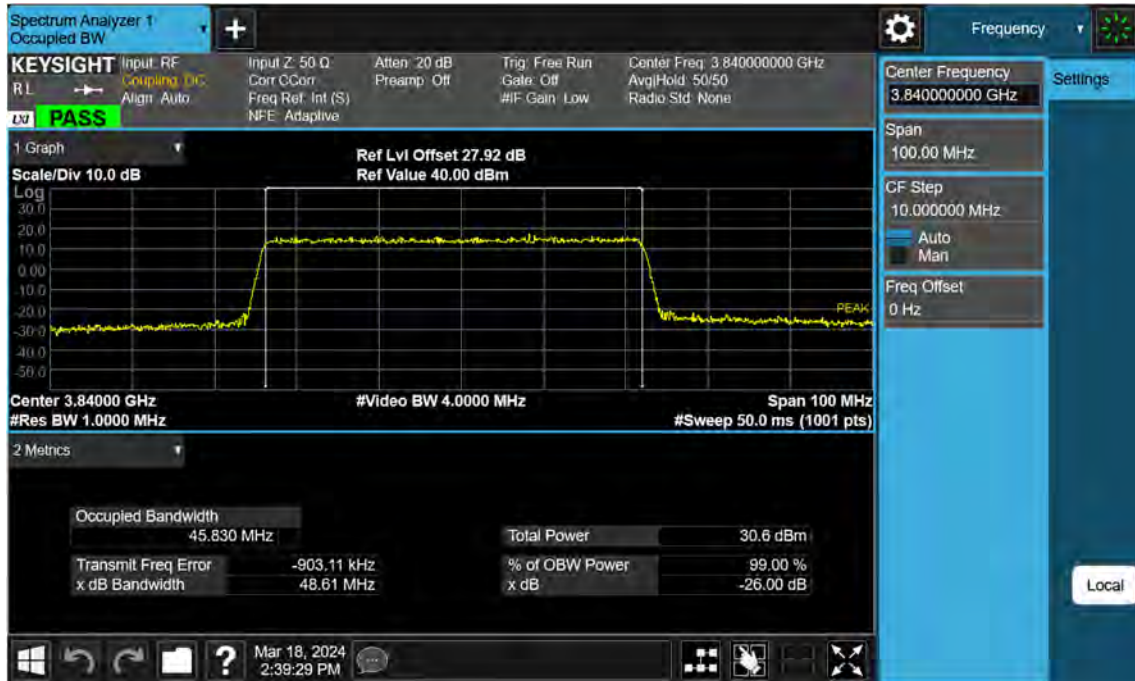 Spectrum Analyzer 1
Occupied BW
+
Frequency
KEYSIGHT
RL
LXI PASS
Input: RF
Coupling: DC
Align: Auto
Input Z: 50 Ω
Corr CCorr
Freq Ref: Int (S)
NFE: Adaptive
Atten: 20 dB
Preamp: Off
Trig: Free Run
Gate: Off
#IF Gain: Low
Center Freq: 3.840000000 GHz
Avg|Hold: 50/50
Radio Std: None
1 Graph
Scale/Div 10.0 dB
Ref Lvl Offset 27.92 dB
Ref Value 40.00 dBm
Log
30.0
20.0
10.0
0.00
-10.0
-20.0
-30.0
-40.0
-50.0
PEAK
Center 3.84000 GHz
#Res BW 1.0000 MHz
#Video BW 4.0000 MHz
Span 100 MHz
#Sweep 50.0 ms (1001 pts)
2 Metrics
Occupied Bandwidth
45.830 MHz
Transmit Freq Error -903.11 kHz
x dB Bandwidth 48.61 MHz
Total Power 30.6 dBm
% of OBW Power 99.00 %
x dB -26.00 dB
Center Frequency
3.840000000 GHz
Span
100.00 MHz
CF Step
10.000000 MHz
Auto
Man
Freq Offset
0 Hz
Settings
Local
?
Mar 18, 2024
2:39:29 PM